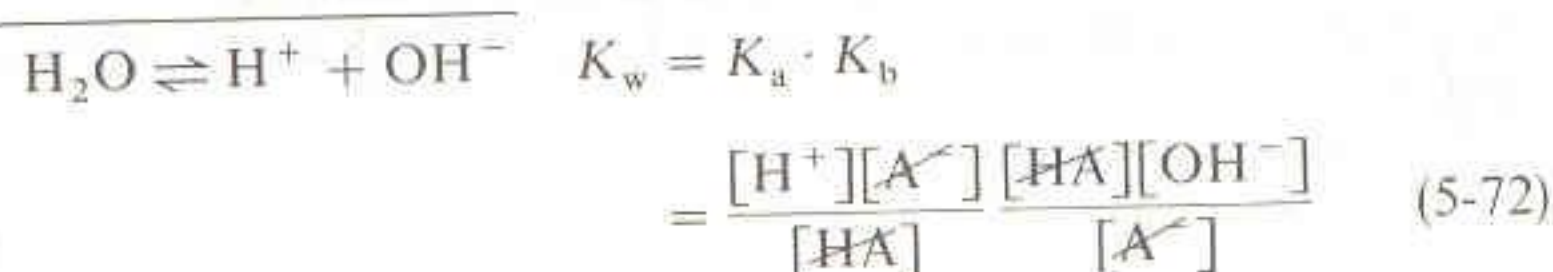 H₂O ⇌ H⁺ + OH⁻ K_w = K_a · K_b
= [H⁺][A⁻]/[HA] [HA][OH⁻]/[A⁻] (5-72)